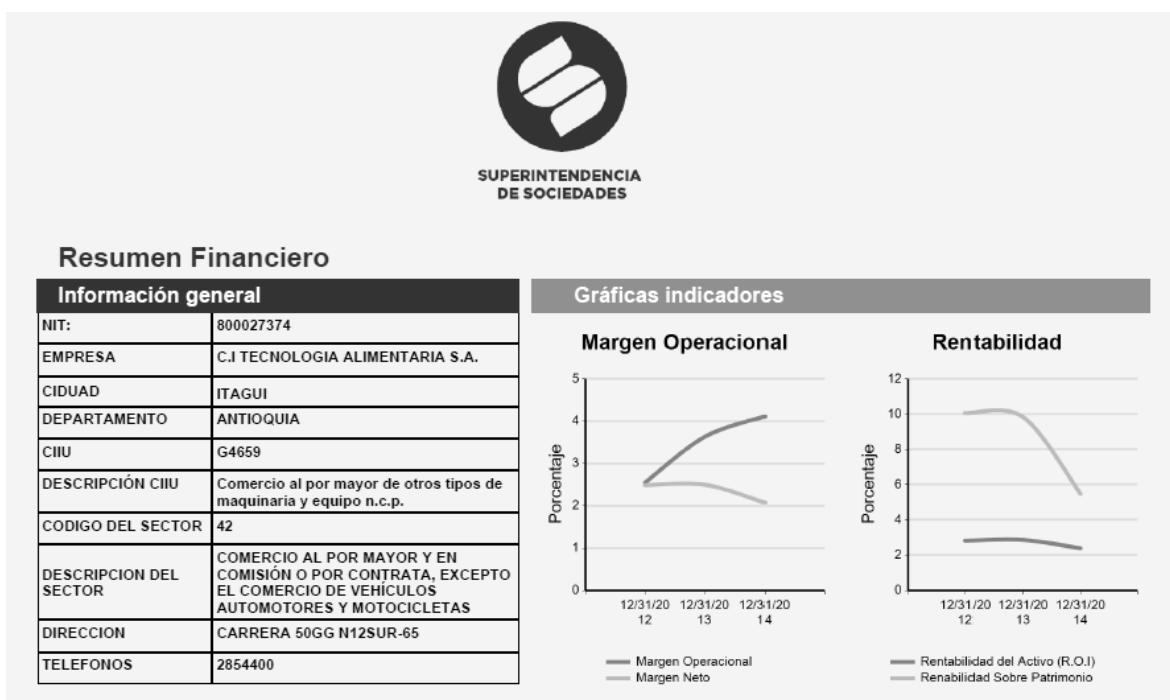 SUPERINTENDENCIA
DE SOCIEDADES
Resumen Financiero
Información general
NIT: 800027374
EMPRESA C.I TECNOLOGIA ALIMENTARIA S.A.
CIDUAD ITAGUI
DEPARTAMENTO ANTIOQUIA
CIIU G4659
DESCRIPCIÓN CIIU Comercio al por mayor de otros tipos de
maquinaria y equipo n.c.p.
CODIGO DEL SECTOR 42
DESCRIPCION DEL
SECTOR
COMERCIO AL POR MAYOR Y EN
COMISIÓN O POR CONTRATA, EXCEPTO
EL COMERCIO DE VEHÍCULOS
AUTOMOTORES Y MOTOCICLETAS
DIRECCION CARRERA 50GG N12SUR-65
TELEFONOS 2854400
Gráficas indicadores
Margen Operacional
Porcentaje
5
4
3
2
1
0
12/31/20 12/31/20 12/31/20
12 13 14
Margen Operacional
Margen Neto
Rentabilidad
Porcentaje
12
10
8
6
4
2
0
12/31/20 12/31/20 12/31/20
12 13 14
Rentabilidad del Activo (R.O.I)
Renabilidad Sobre Patrimonio